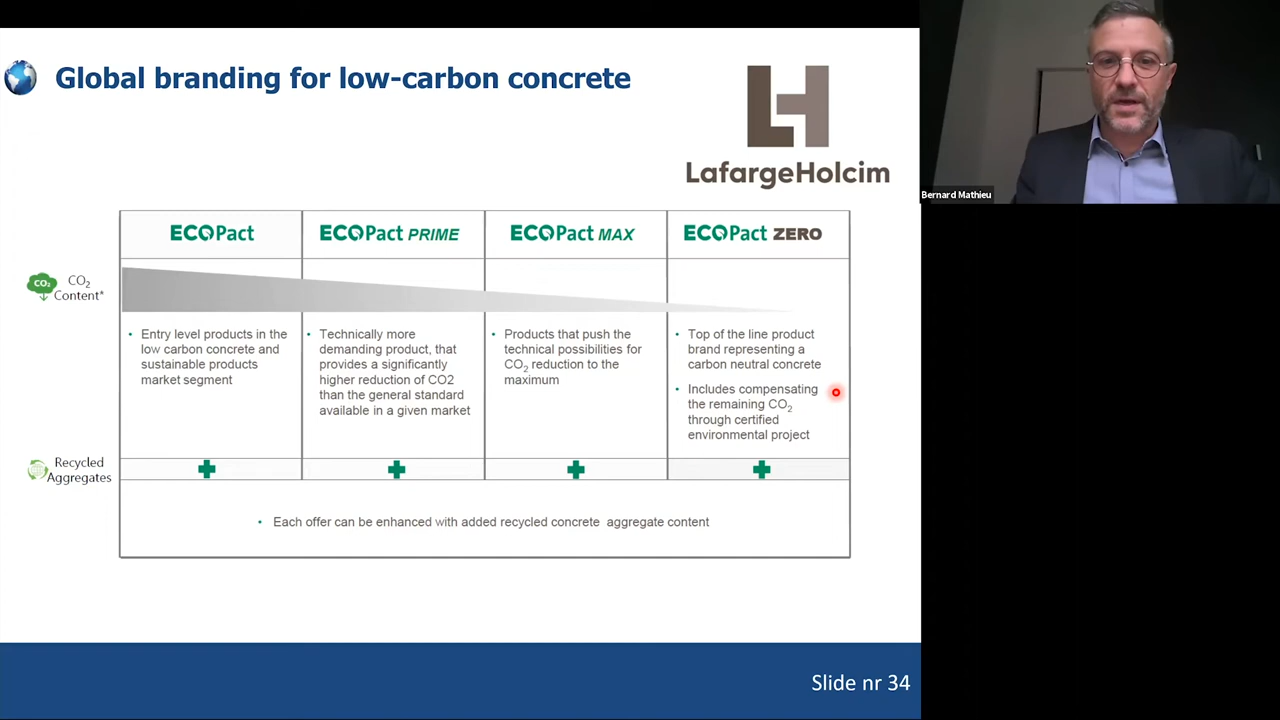 Global branding for low-carbon concrete
LafargeHolcim
Bernard Mathieu
ECOPact
ECOPact PRIME
ECOPact MAX
ECOPact ZERO
CO₂
CO₂
Content*
• Entry level products in the
low carbon concrete and
sustainable products
market segment
• Technically more
demanding product, that
provides a significantly
higher reduction of CO2
than the general standard
available in a given market
• Products that push the
technical possibilities for
CO₂ reduction to the
maximum
• Top of the line product
brand representing a
carbon neutral concrete
• Includes compensating
the remaining CO₂
through certified
environmental project
Recycled
Aggregates
• Each offer can be enhanced with added recycled concrete aggregate content
Slide nr 34